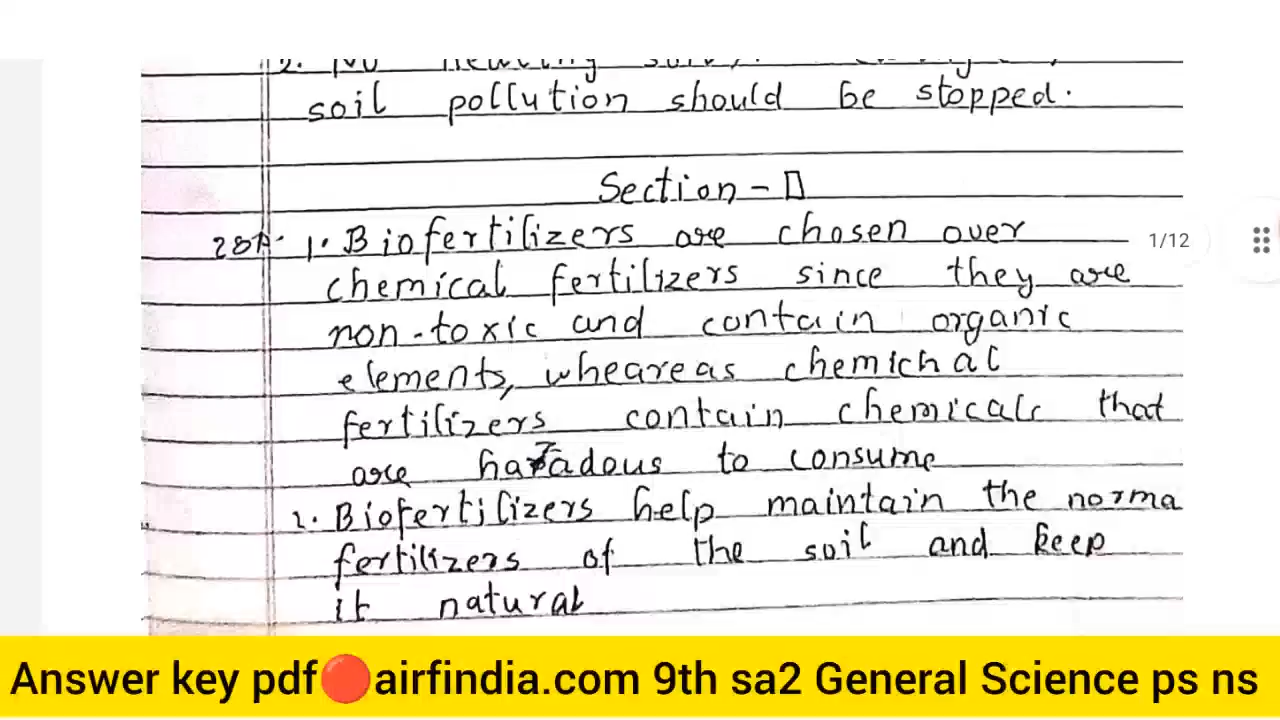 soil pollution should be stopped.
Section - D
28A. 1. Biofertilizers are chosen over
1/12
chemical fertilizers since they are
non-toxic and contain organic
elements, wheareas chemichal
fertilizers contain chemicals that
are hazadous to consume
2. Biofertilizers help maintain the norma
fertilizers of the soil and keep
it natural
Answer key pdf🔴airfindia.com 9th sa2 General Science ps ns